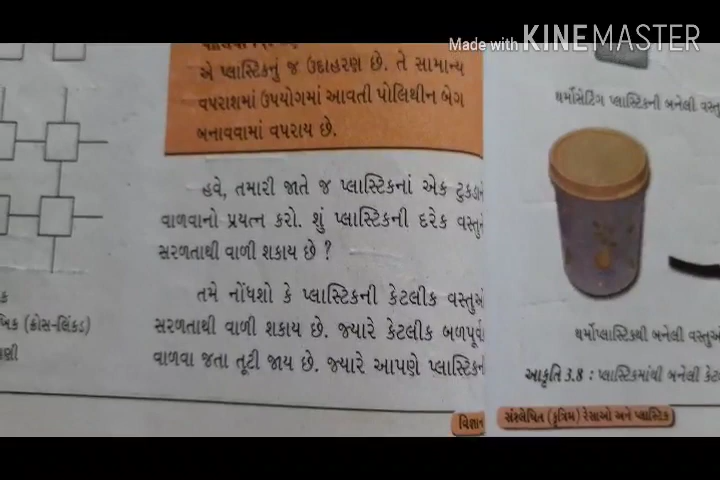 Made with KINEMASTER
એ પ્લાસ્ટિકનું જ ઉદાહરણ છે. તે સામાન્ય
વપરાશમાં ઉપયોગમાં આવતી પોલિથીન બેગ
બનાવવામાં વપરાય છે.
હવે, તમારી જાતે જ પ્લાસ્ટિકનાં એક ટુકડાને
વાળવાનો પ્રયત્ન કરો. શું પ્લાસ્ટિકની દરેક વસ્તુને
સરળતાથી વાળી શકાય છે ?
તમે નોંધશો કે પ્લાસ્ટિકની કેટલીક વસ્તુઓ
સરળતાથી વાળી શકાય છે. જ્યારે કેટલીક બળપૂર્વ
વાળવા જતા તૂટી જાય છે. જ્યારે આપણે પ્લાસ્ટિકન
(ક્રોસ-લિંકડ)
વિજ્ઞાન
થર્મોસેટિંગ પ્લાસ્ટિકની બનેલી વસ્તુ
થર્મોપ્લાસ્ટિકથી બનેલી વસ્તુઓ
આકૃતિ 3.8 : પ્લાસ્ટિકમાંથી બનેલી કેટ
સંશ્લેષિત (કૃત્રિમ) રેસાઓ અને પ્લાસ્ટિક